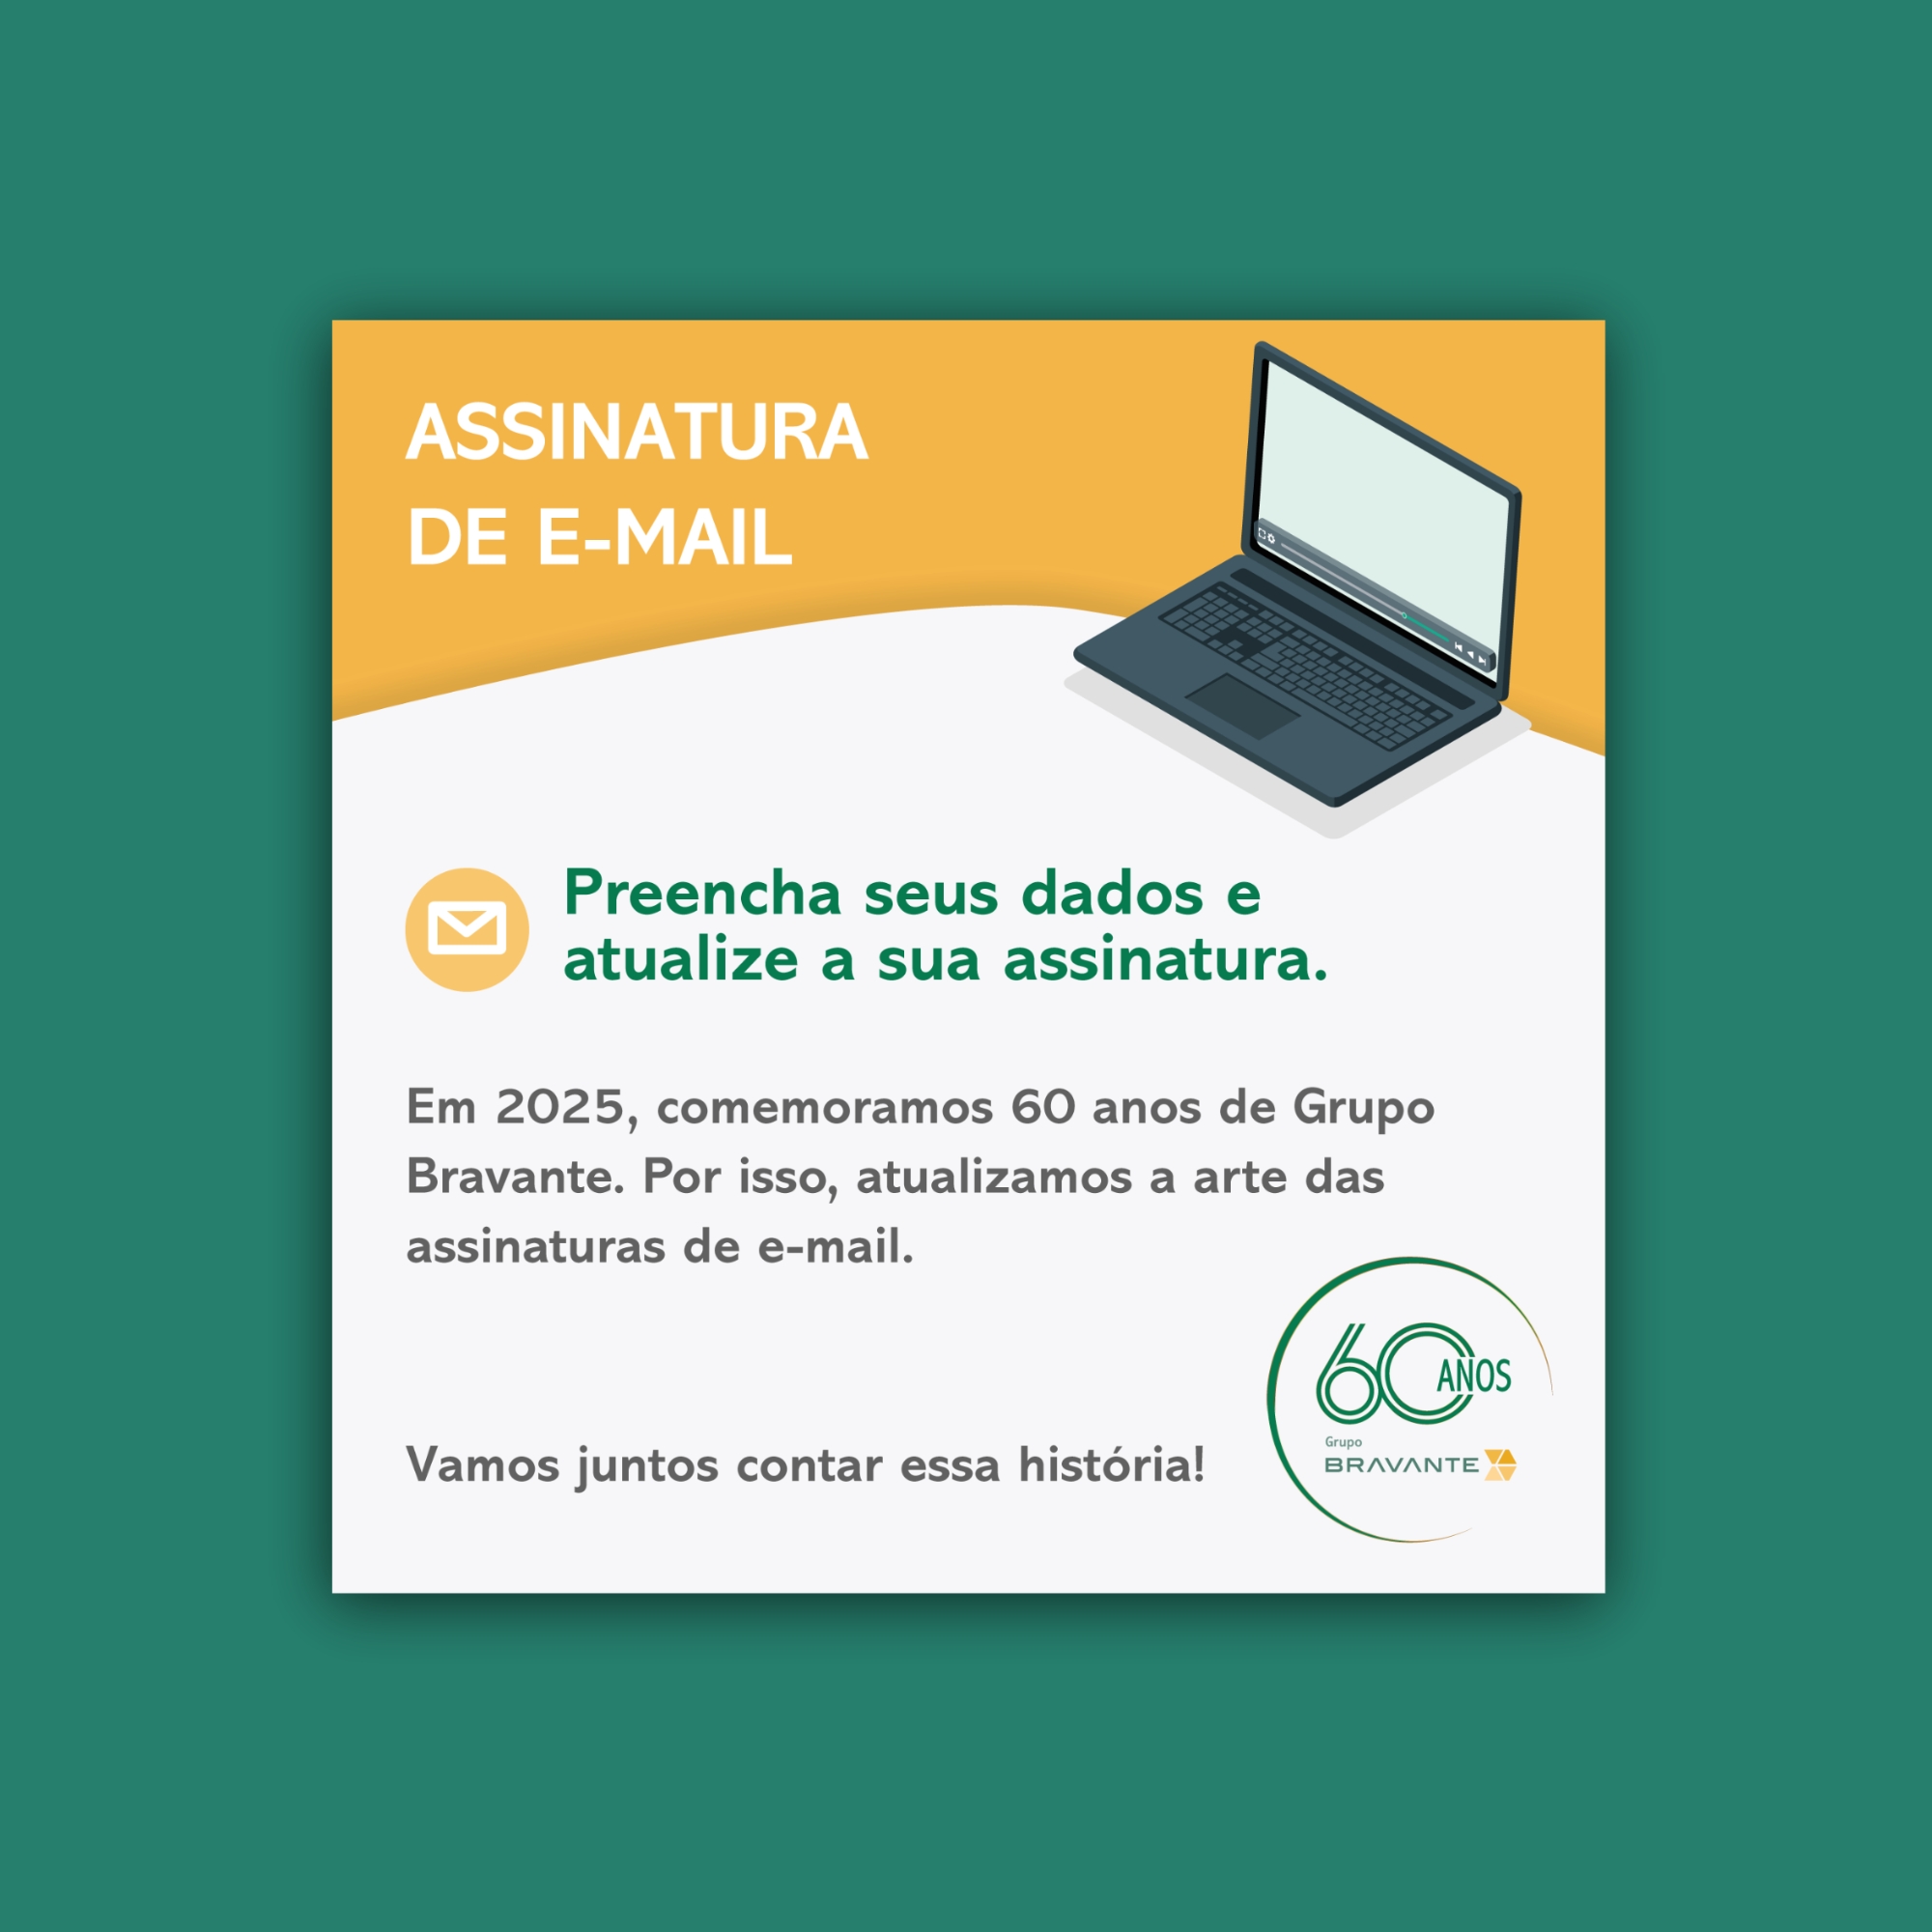 ASSINATURA
DE E-MAIL
Preencha seus dados e
atualize a sua assinatura.
Em 2025, comemoramos 60 anos de Grupo
Bravante. Por isso, atualizamos a arte das
assinaturas de e-mail.
Vamos juntos contar essa história!
60 ANOS
Grupo
BRAVANTE